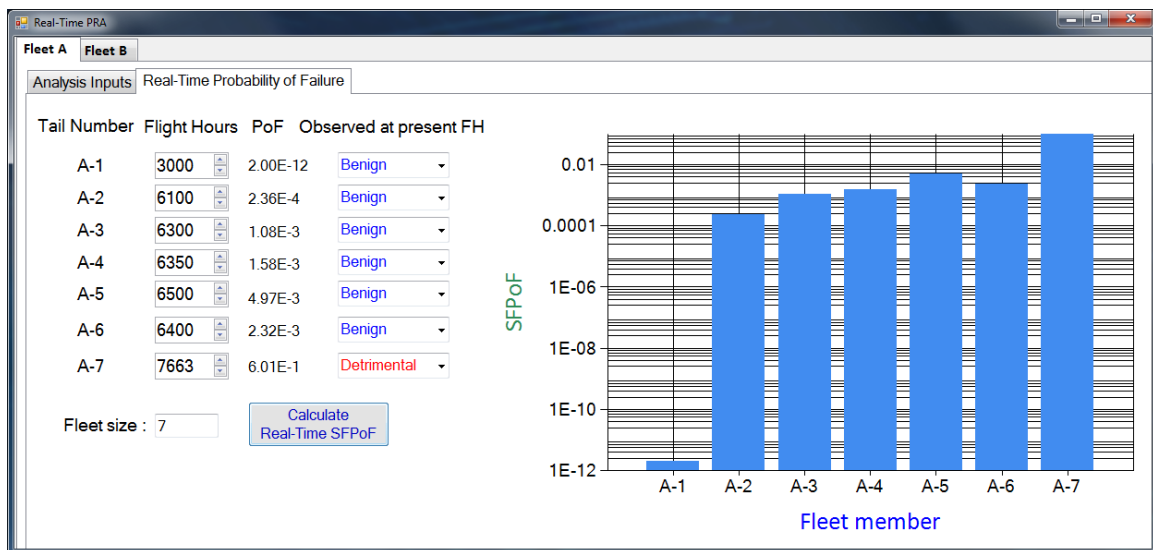 Real-Time PRA
Fleet A Fleet B
Analysis Inputs Real-Time Probability of Failure
Tail Number Flight Hours PoF Observed at present FH
A-1 3000 2.00E-12 Benign
A-2 6100 2.36E-4 Benign
A-3 6300 1.08E-3 Benign
A-4 6350 1.58E-3 Benign
A-5 6500 4.97E-3 Benign
A-6 6400 2.32E-3 Benign
A-7 7663 6.01E-1 Detrimental
Fleet size : 7
Calculate
Real-Time SFPoF
SFPoF
0.01
0.0001
1E-06
1E-08
1E-10
1E-12
A-1 A-2 A-3 A-4 A-5 A-6 A-7
Fleet member